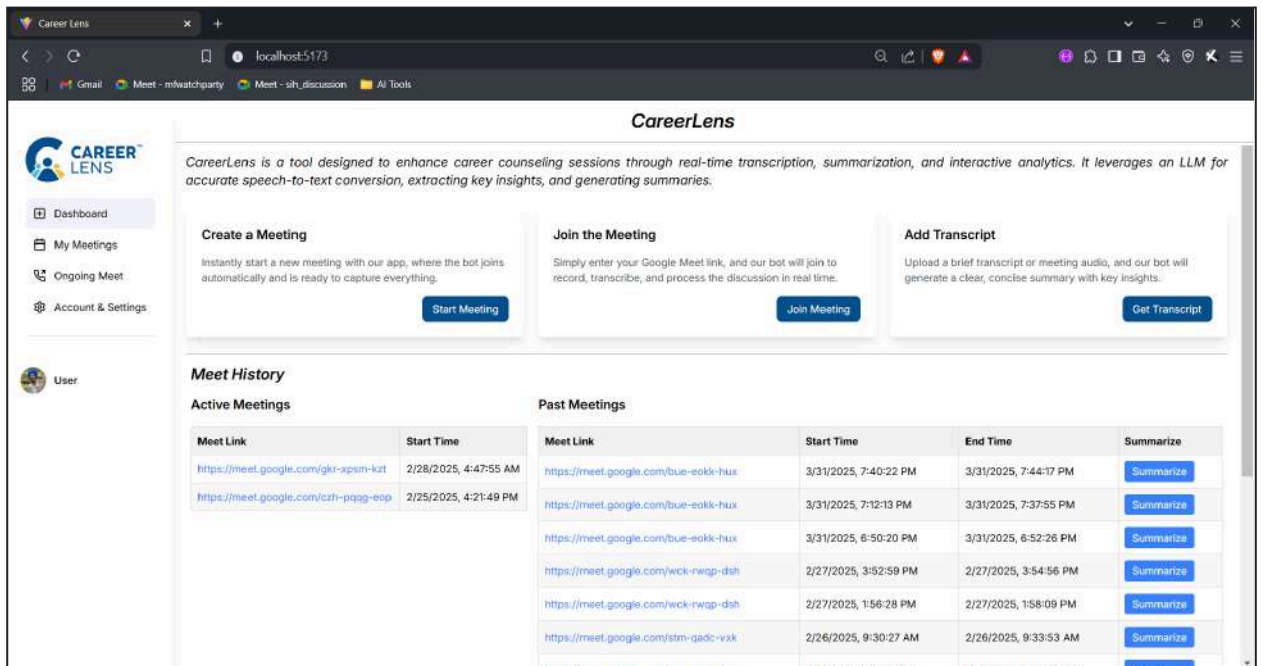 Career Lens
localhost:5173
Gmail
Meet - mfwatchparty
Meet - sih_discussion
AI Tools
CAREER™
LENS
Dashboard
My Meetings
Ongoing Meet
Account & Settings
User
CareerLens
CareerLens is a tool designed to enhance career counseling sessions through real-time transcription, summarization, and interactive analytics. It leverages an LLM for
accurate speech-to-text conversion, extracting key insights, and generating summaries.
Create a Meeting
Instantly start a new meeting with our app, where the bot joins
automatically and is ready to capture everything.
Start Meeting
Join the Meeting
Simply enter your Google Meet link, and our bot will join to
record, transcribe, and process the discussion in real time.
Join Meeting
Add Transcript
Upload a brief transcript or meeting audio, and our bot will
generate a clear, concise summary with key insights.
Get Transcript
Meet History
Active Meetings
Meet Link Start Time
https://meet.google.com/gkr-xpsm-kzt 2/28/2025, 4:47:55 AM
https://meet.google.com/czh-pqqg-eop 2/25/2025, 4:21:49 PM
Past Meetings
Meet Link Start Time End Time Summarize
https://meet.google.com/bue-eokk-hux 3/31/2025, 7:40:22 PM 3/31/2025, 7:44:17 PM Summarize
https://meet.google.com/bue-eokk-hux 3/31/2025, 7:12:13 PM 3/31/2025, 7:37:55 PM Summarize
https://meet.google.com/bue-eokk-hux 3/31/2025, 6:50:20 PM 3/31/2025, 6:52:26 PM Summarize
https://meet.google.com/wck-rwqp-dsh 2/27/2025, 3:52:59 PM 2/27/2025, 3:54:56 PM Summarize
https://meet.google.com/wck-rwqp-dsh 2/27/2025, 1:56:28 PM 2/27/2025, 1:58:09 PM Summarize
https://meet.google.com/stm-qadc-vxk 2/26/2025, 9:30:27 AM 2/26/2025, 9:33:53 AM Summarize